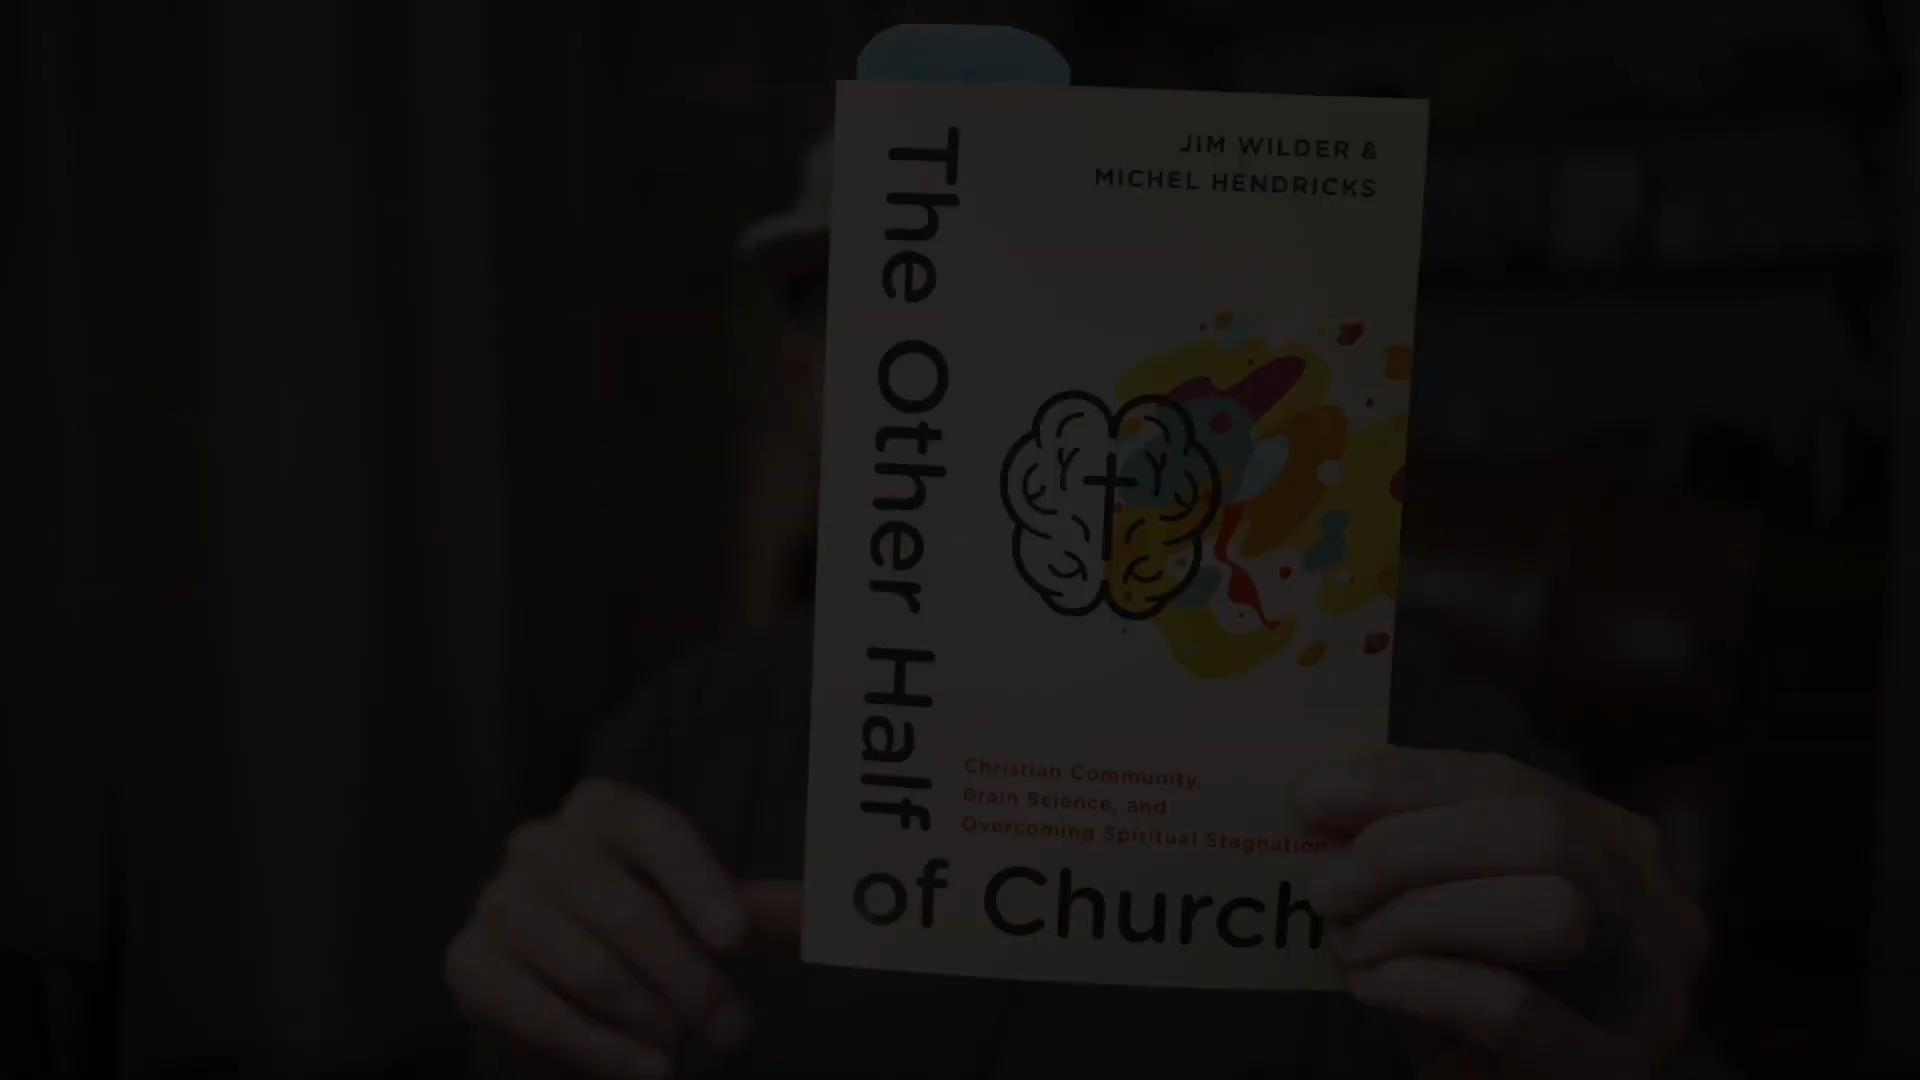 JIM WILDER &
MICHEL HENDRICKS
The Other Half
of Church
Christian Community,
Brain Science, and
Overcoming Spiritual Stagnation